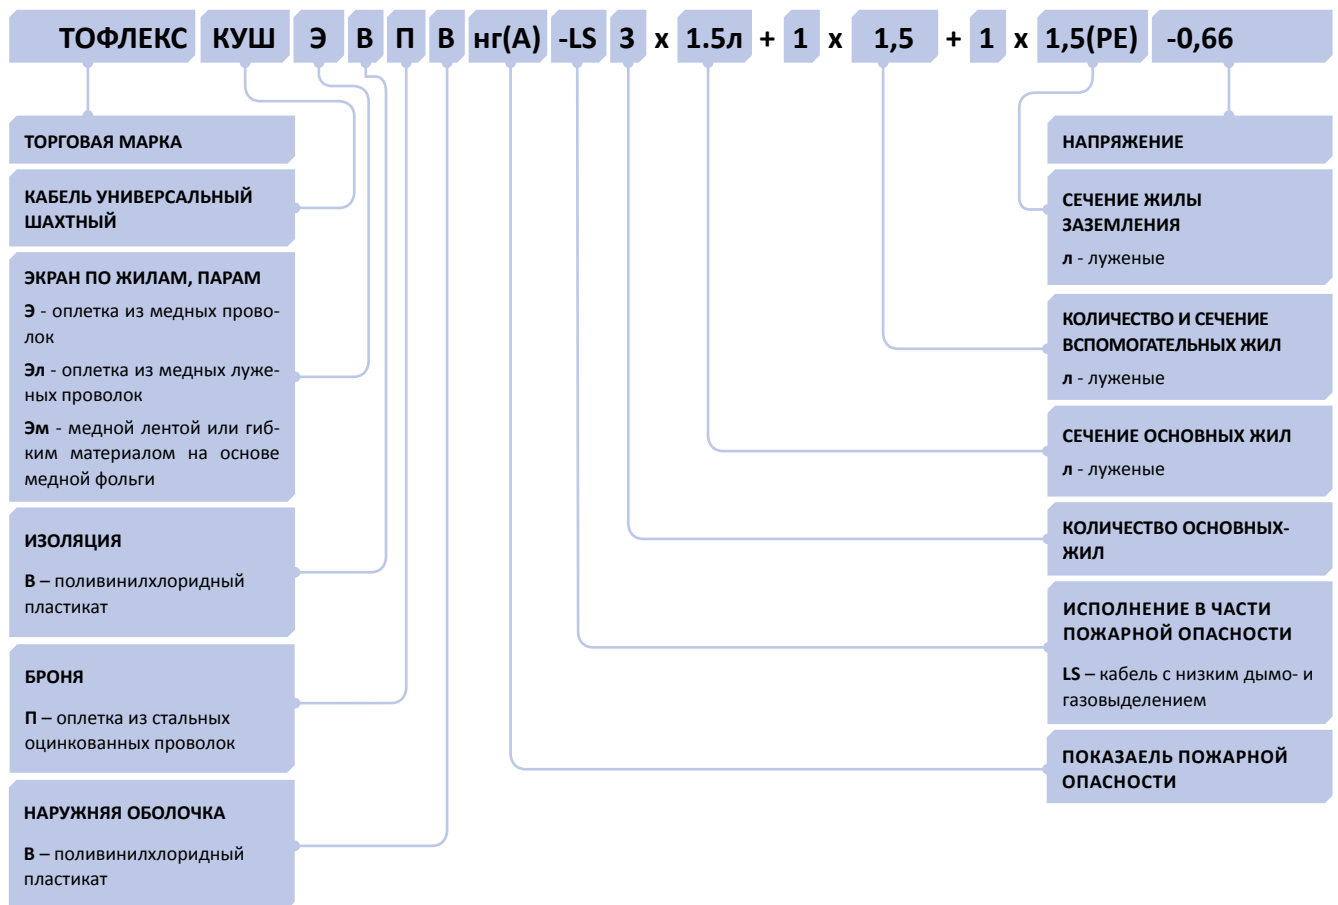 ТОФЛЕКС КУШ Э В П В нг(А) -LS 3 х 1.5л + 1 х 1,5 + 1 х 1,5(PE) -0,66
ТОРГОВАЯ МАРКА
КАБЕЛЬ УНИВЕРСАЛЬНЫЙ
ШАХТНЫЙ
ЭКРАН ПО ЖИЛАМ, ПАРАМ
Э - оплетка из медных прово-
лок
Эл - оплетка из медных луже-
ных проволок
Эм - медной лентой или гиб-
ким материалом на основе
медной фольги
ИЗОЛЯЦИЯ
В – поливинилхлоридный
пластикат
БРОНЯ
П – оплетка из стальных
оцинкованных проволок
НАРУЖНЯЯ ОБОЛОЧКА
В – поливинилхлоридный
пластикат
НАПРЯЖЕНИЕ
СЕЧЕНИЕ ЖИЛЫ
ЗАЗЕМЛЕНИЯ
л - луженые
КОЛИЧЕСТВО И СЕЧЕНИЕ
ВСПОМОГАТЕЛЬНЫХ ЖИЛ
л - луженые
СЕЧЕНИЕ ОСНОВНЫХ ЖИЛ
л - луженые
КОЛИЧЕСТВО ОСНОВНЫХ-
ЖИЛ
ИСПОЛНЕНИЕ В ЧАСТИ
ПОЖАРНОЙ ОПАСНОСТИ
LS – кабель с низким дымо- и
газовыделением
ПОКАЗАЕЛЬ ПОЖАРНОЙ
ОПАСНОСТИ